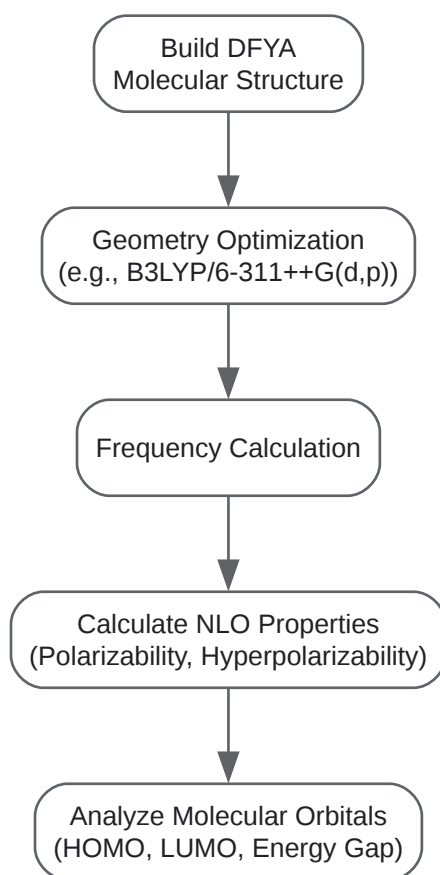 Build DFYA
Molecular Structure
Geometry Optimization
(e.g., B3LYP/6-311++G(d,p))
Frequency Calculation
Calculate NLO Properties
(Polarizability, Hyperpolarizability)
Analyze Molecular Orbitals
(HOMO, LUMO, Energy Gap)